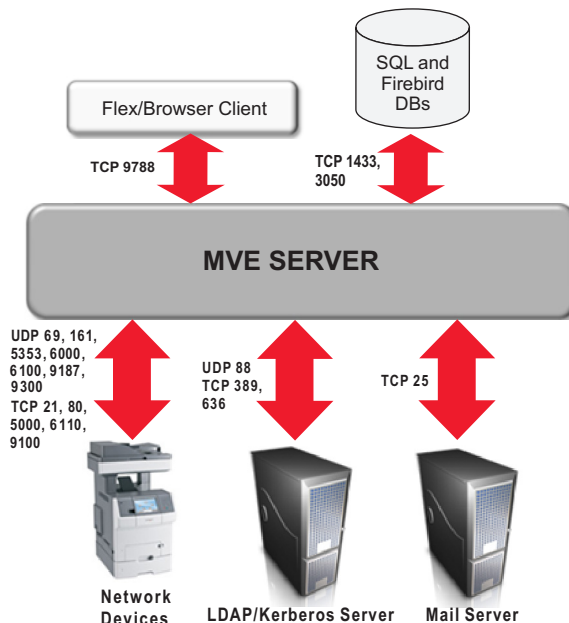 SQL and
Firebird
DBs
Flex/Browser Client
TCP 9788
TCP 1433,
3050
MVE SERVER
UDP 69, 161,
5353, 6000,
6100, 9187,
9300
TCP 21, 80,
5000, 6110,
9100
UDP 88
TCP 389,
636
TCP 25
Network
Devices
LDAP/Kerberos Server
Mail Server